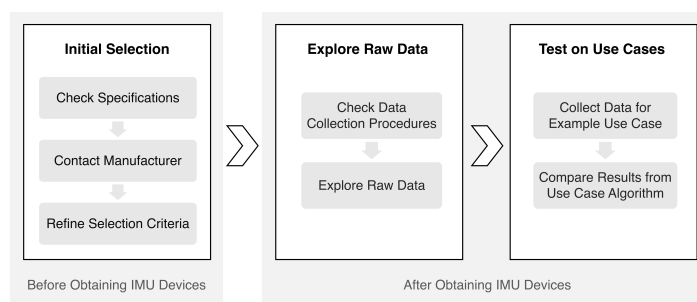 Initial Selection
Check Specifications
Contact Manufacturer
Refine Selection Criteria
Before Obtaining IMU Devices
Explore Raw Data
Check Data
Collection Procedures
Explore Raw Data
Test on Use Cases
Collect Data for
Example Use Case
Compare Results from
Use Case Algorithm
After Obtaining IMU Devices